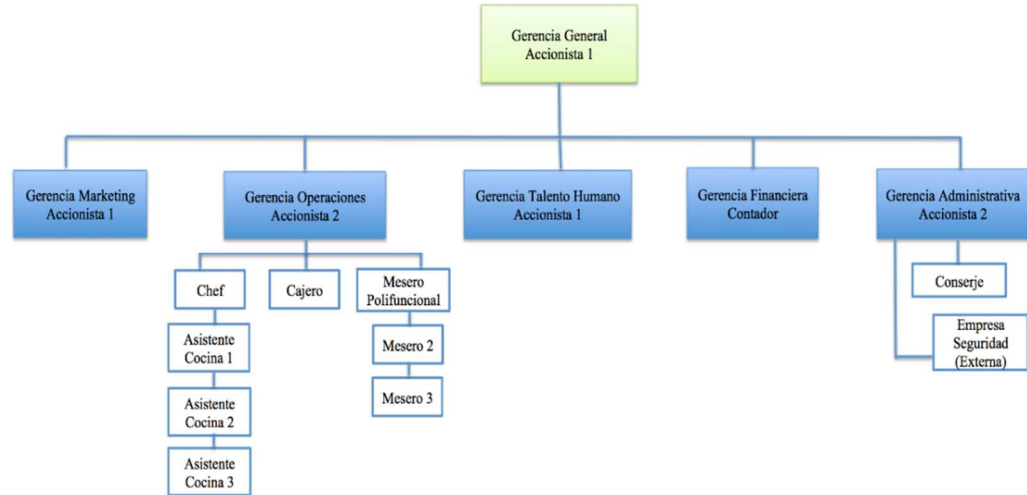 Gerencia General
Accionista 1
Gerencia Marketing
Accionista 1
Gerencia Operaciones
Accionista 2
Gerencia Talento Humano
Accionista 1
Gerencia Financiera
Contador
Gerencia Administrativa
Accionista 2
Chef
Cajero
Mesero
Polifuncional
Conserje
Asistente
Cocina 1
Mesero 2
Empresa
Seguridad
(Externa)
Asistente
Cocina 2
Mesero 3
Asistente
Cocina 3